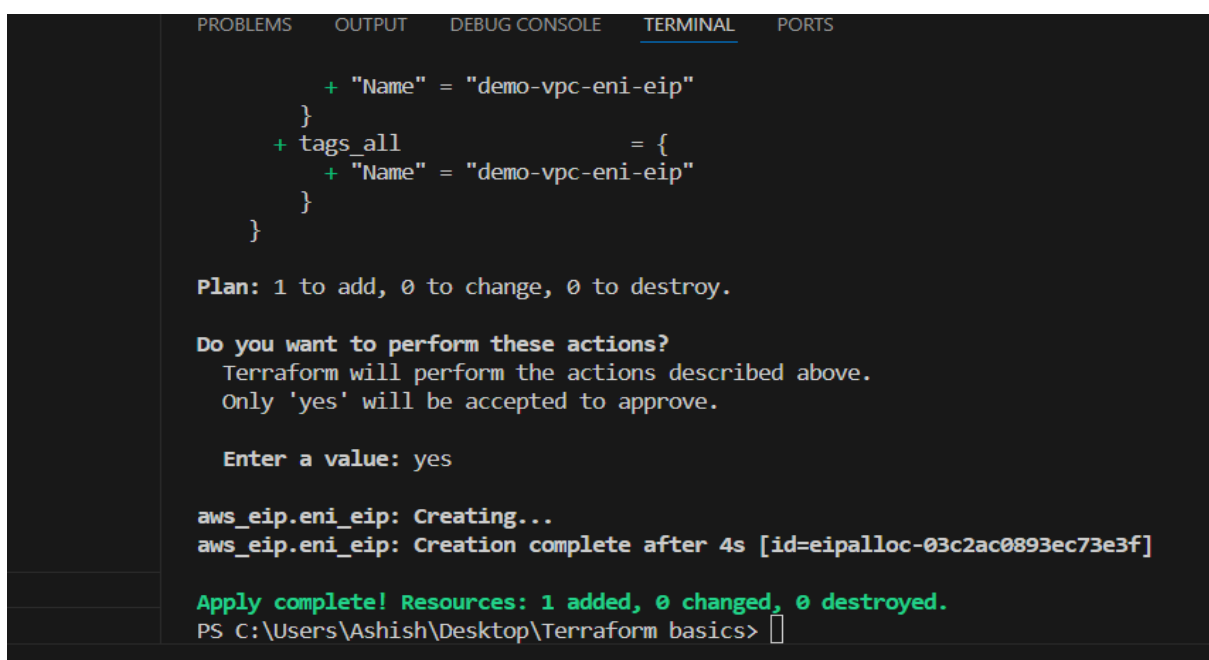 PROBLEMS OUTPUT DEBUG CONSOLE TERMINAL PORTS
+ "Name" = "demo-vpc-eni-eip"
}
+ tags_all = {
+ "Name" = "demo-vpc-eni-eip"
}
}
Plan: 1 to add, 0 to change, 0 to destroy.
Do you want to perform these actions?
Terraform will perform the actions described above.
Only 'yes' will be accepted to approve.
Enter a value: yes
aws_eip.eni_eip: Creating...
aws_eip.eni_eip: Creation complete after 4s [id=eipalloc-03c2ac0893ec73e3f]
Apply complete! Resources: 1 added, 0 changed, 0 destroyed.
PS C:\Users\Ashish\Desktop\Terraform basics>